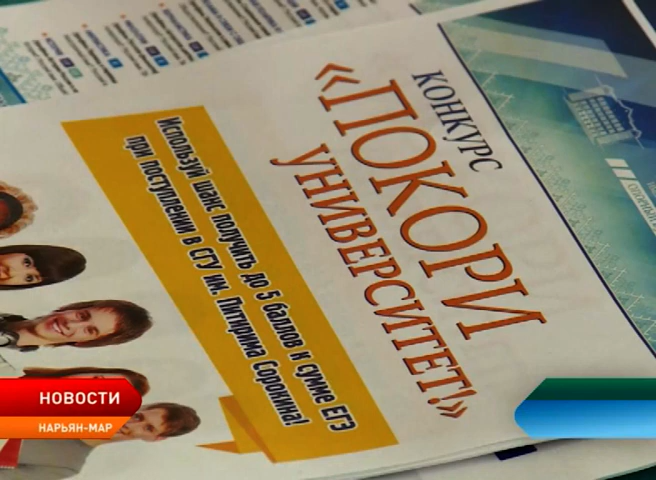 КОНКУРС
«ПОКОРИ
УНИВЕРСИТЕТ!»
Используй шанс получить до 5 баллов к сумме ЕГЭ
при поступлении в СГУ им. Питирима Сорокина!
НОВОСТИ
НАРЬЯН-МАР